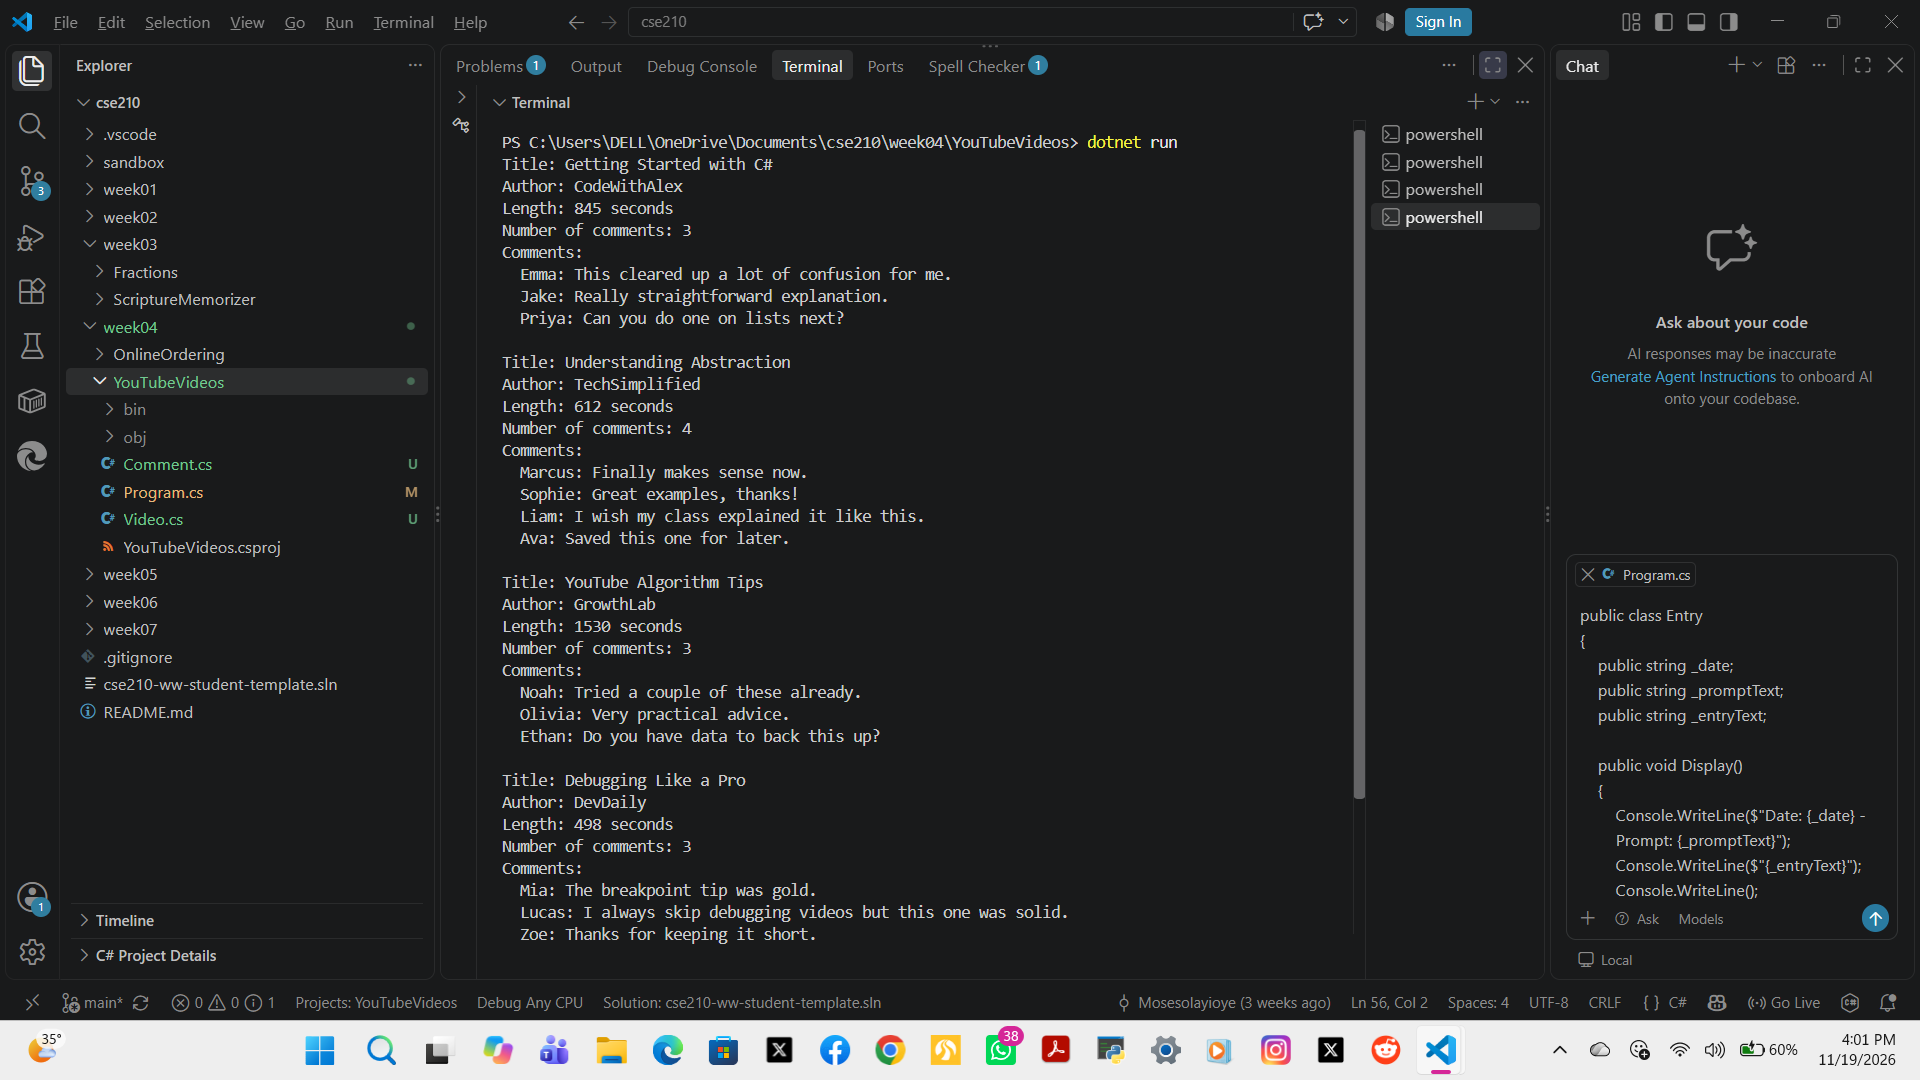 File Edit Selection View Go Run Terminal Help
cse210
Sign In
Explorer
cse210
.vscode
sandbox
week01
week02
week03
Fractions
ScriptureMemorizer
week04
OnlineOrdering
YouTubeVideos
bin
obj
Comment.cs U
Program.cs M
Video.cs U
YouTubeVideos.csproj
week05
week06
week07
.gitignore
cse210-ww-student-template.sln
README.md
Timeline
C# Project Details
3
1
Problems 1 Output Debug Console Terminal Ports Spell Checker 1
Terminal
PS C:\Users\DELL\OneDrive\Documents\cse210\week04\YouTubeVideos> dotnet run
Title: Getting Started with C#
Author: CodeWithAlex
Length: 845 seconds
Number of comments: 3
Comments:
  Emma: This cleared up a lot of confusion for me.
  Jake: Really straightforward explanation.
  Priya: Can you do one on lists next?

Title: Understanding Abstraction
Author: TechSimplified
Length: 612 seconds
Number of comments: 4
Comments:
  Marcus: Finally makes sense now.
  Sophie: Great examples, thanks!
  Liam: I wish my class explained it like this.
  Ava: Saved this one for later.

Title: YouTube Algorithm Tips
Author: GrowthLab
Length: 1530 seconds
Number of comments: 3
Comments:
  Noah: Tried a couple of these already.
  Olivia: Very practical advice.
  Ethan: Do you have data to back this up?

Title: Debugging Like a Pro
Author: DevDaily
Length: 498 seconds
Number of comments: 3
Comments:
  Mia: The breakpoint tip was gold.
  Lucas: I always skip debugging videos but this one was solid.
  Zoe: Thanks for keeping it short.
powershell
powershell
powershell
powershell
Chat
Ask about your code
AI responses may be inaccurate
Generate Agent Instructions to onboard AI
onto your codebase.
Program.cs
public class Entry
{
    public string _date;
    public string _promptText;
    public string _entryText;

    public void Display()
    {
        Console.WriteLine($"Date: {_date} -
        Prompt: {_promptText}");
        Console.WriteLine($"{_entryText}");
        Console.WriteLine();
Ask Models
Local
main* 0 0 1 Projects: YouTubeVideos Debug Any CPU Solution: cse210-ww-student-template.sln Mosesolayioye (3 weeks ago) Ln 56, Col 2 Spaces: 4 UTF-8 CRLF { } C# Go Live
35°
38
60%
4:01 PM
11/19/2026